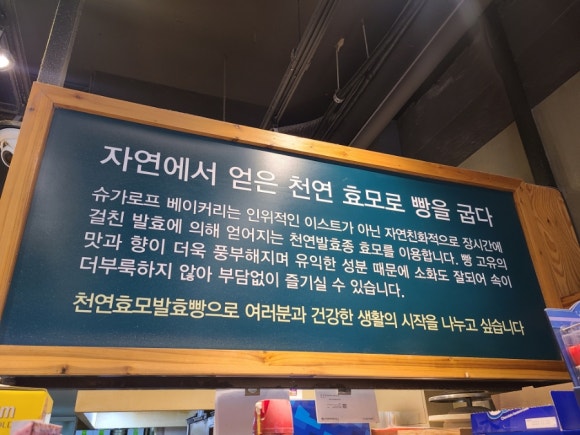 자연에서 얻은 천연 효모로 빵을 굽다
슈가로프 베이커리는 인위적인 이스트가 아닌 자연친화적으로 장시간에
걸친 발효에 의해 얻어지는 천연발효종 효모를 이용합니다. 빵 고유의
맛과 향이 더욱 풍부해지며 유익한 성분 때문에 소화도 잘되어 속이
더부룩하지 않아 부담없이 즐기실 수 있습니다.
천연효모발효빵으로 여러분과 건강한 생활의 시작을 나누고 싶습니다